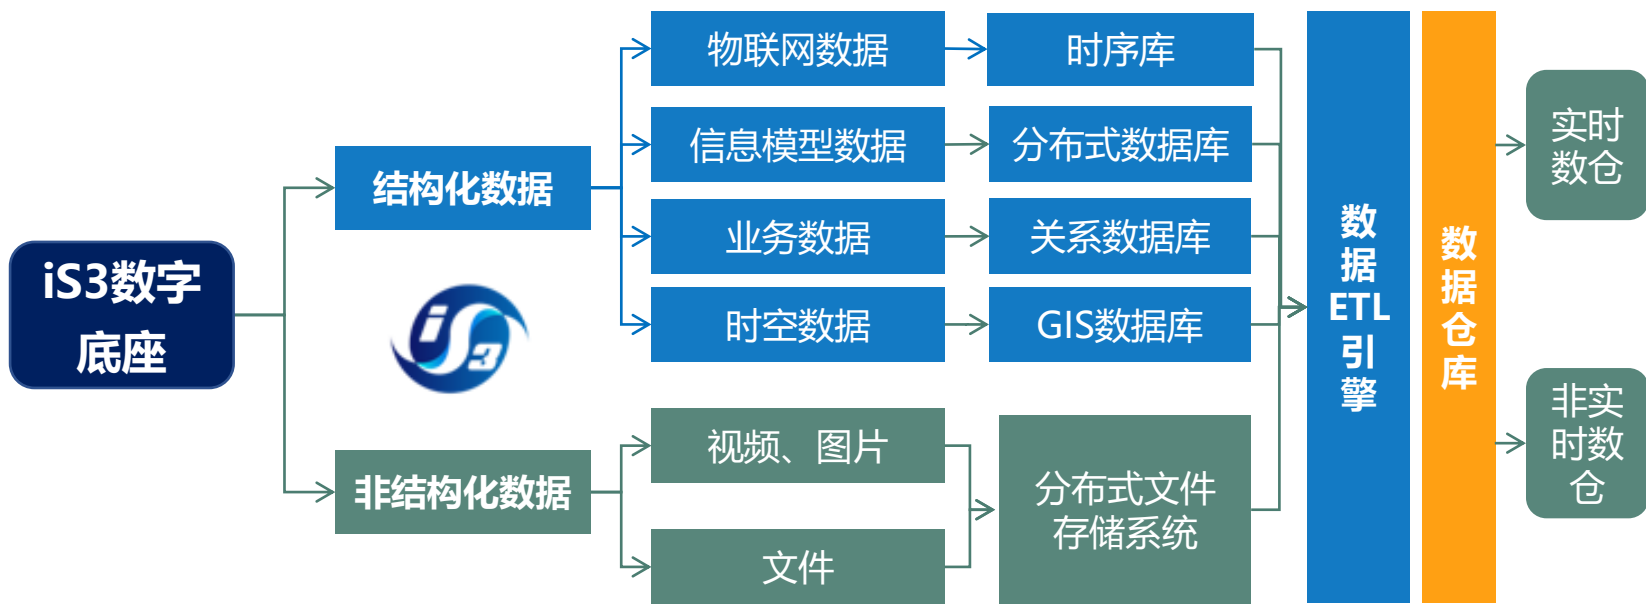 iS3数字
底座
结构化数据
非结构化数据
iS3
物联网数据
信息模型数据
业务数据
时空数据
视频、图片
文件
时序库
分布式数据库
关系数据库
GIS数据库
分布式文件
存储系统
数
据
ETL
引
擎
数
据
仓
库
实时
数仓
非实
时数
仓